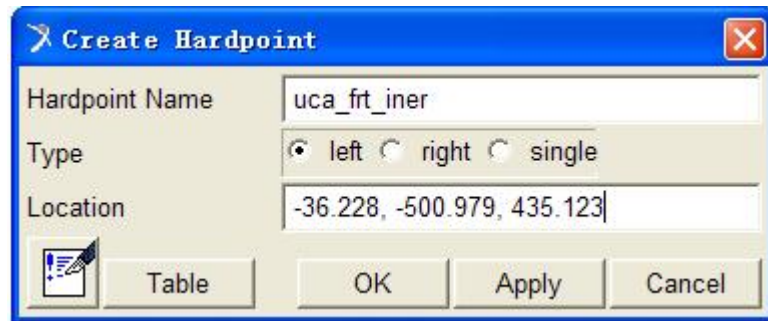 Create Hardpoint
Hardpoint Name uca_frt_iner
Type left right single
Location -36.228, -500.979, 435.123
Table OK Apply Cancel